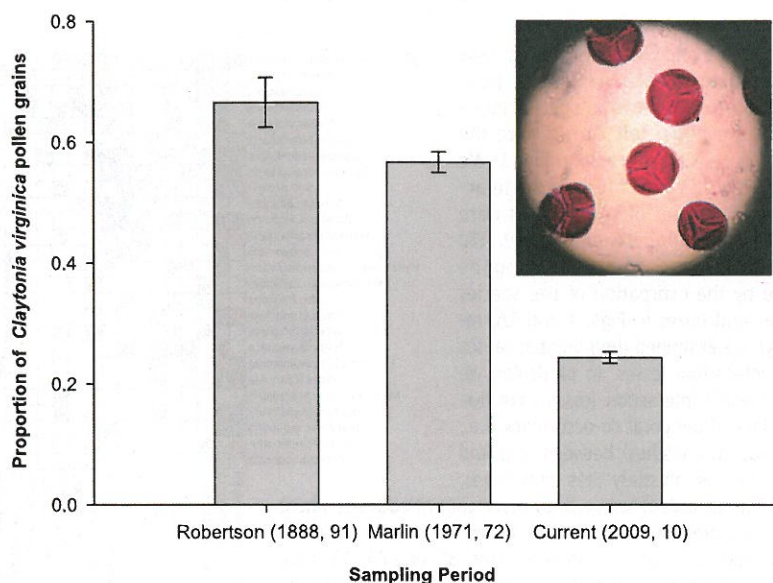 Proportion of Claytonia virginica pollen grains
0.8
0.6
0.4
0.2
0.0
Robertson (1888, 91) Marlin (1971, 72) Current (2009, 10)
Sampling Period